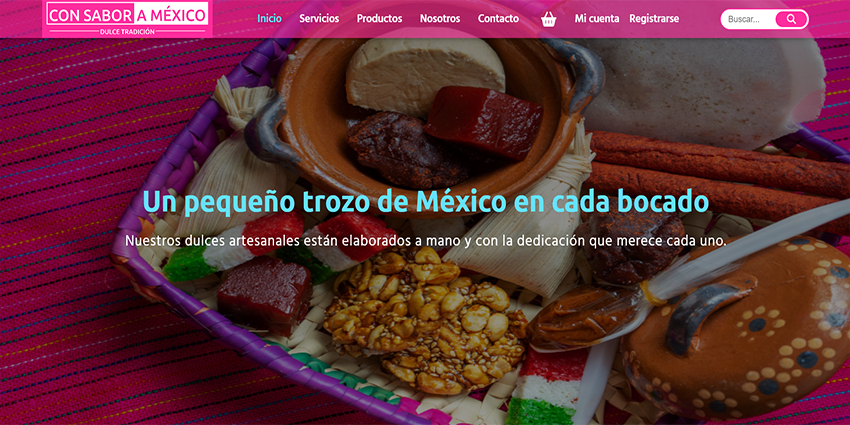 CON SABOR A MÉXICO
DULCE TRADICIÓN
Inicio Servicios Productos Nosotros Contacto Mi cuenta Registrarse Buscar...
Un pequeño trozo de México en cada bocado
Nuestros dulces artesanales están elaborados a mano y con la dedicación que merece cada uno.